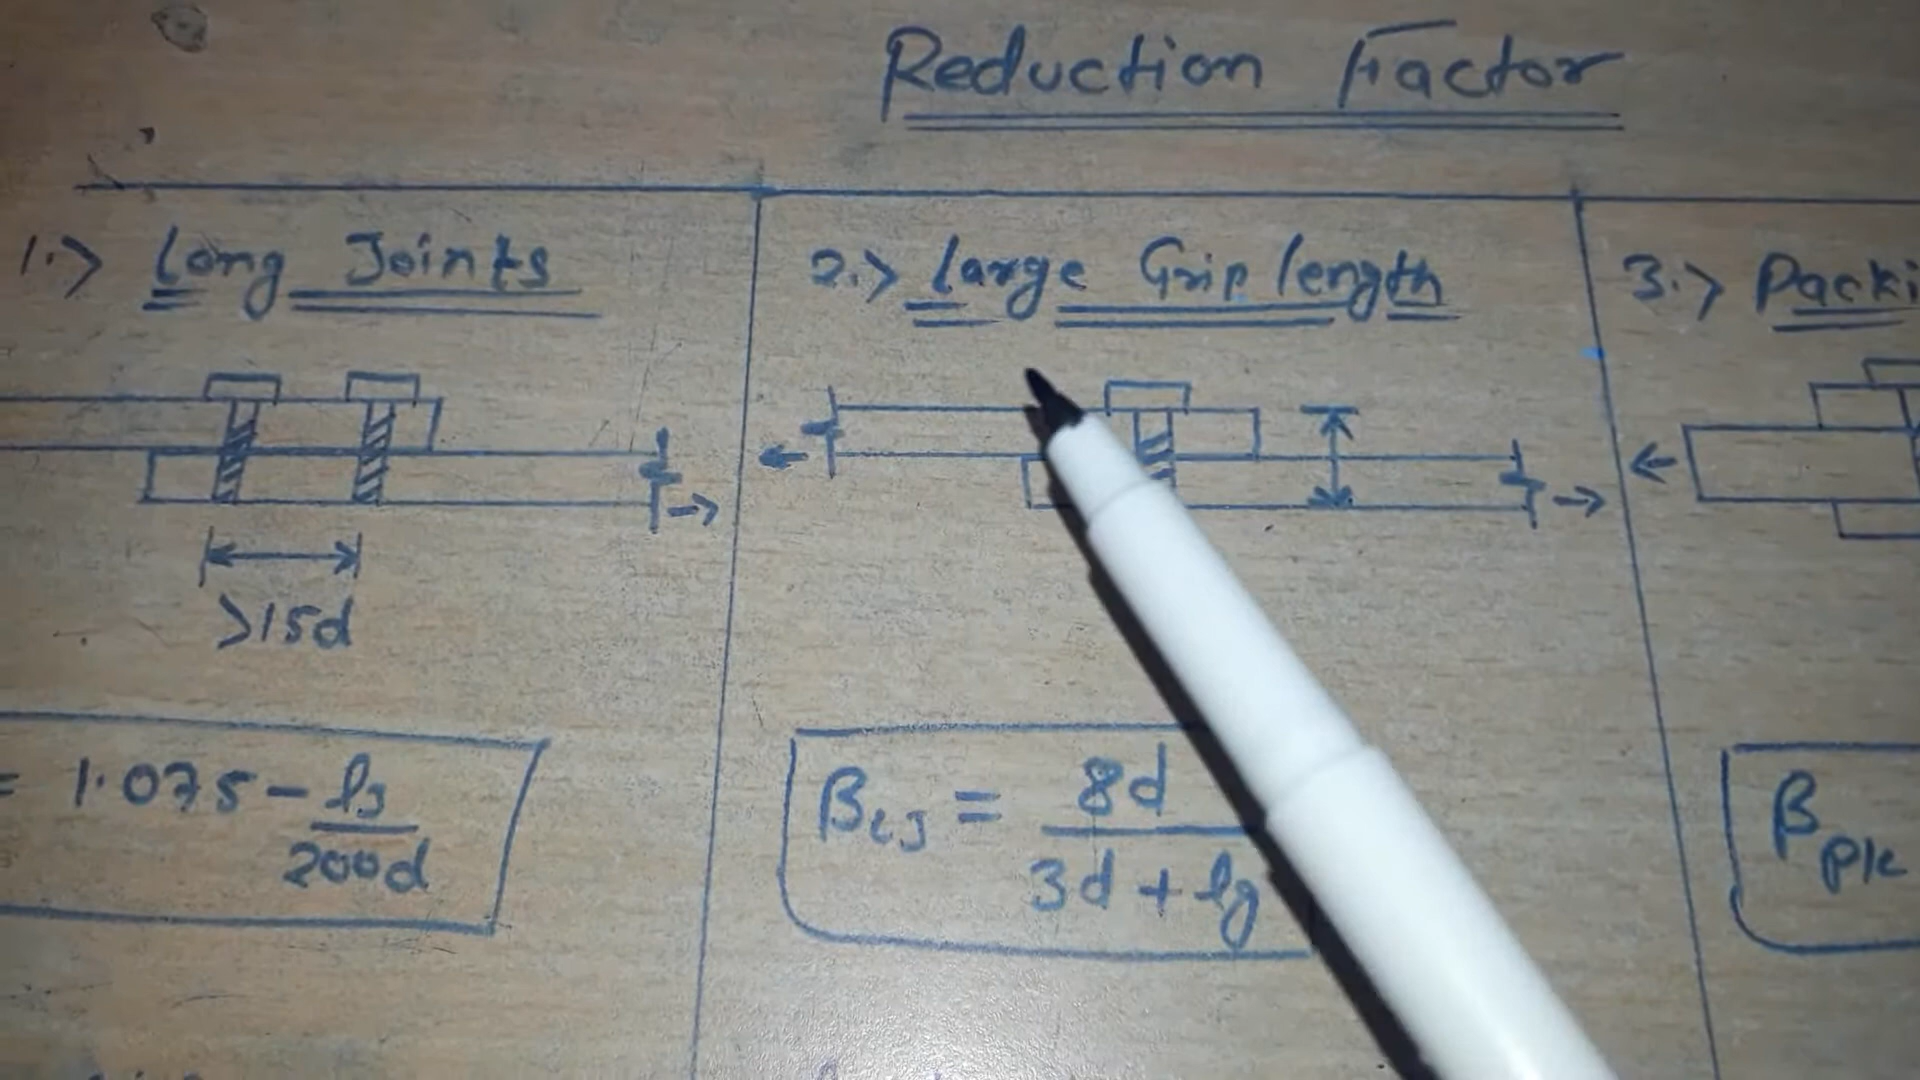 Reduction Factor
1.> Long Joints
>15d
= 1.075 - lj
200d
2.> Large Grip length
βLJ = 8d
3d + lg
3.> Packi
βpk